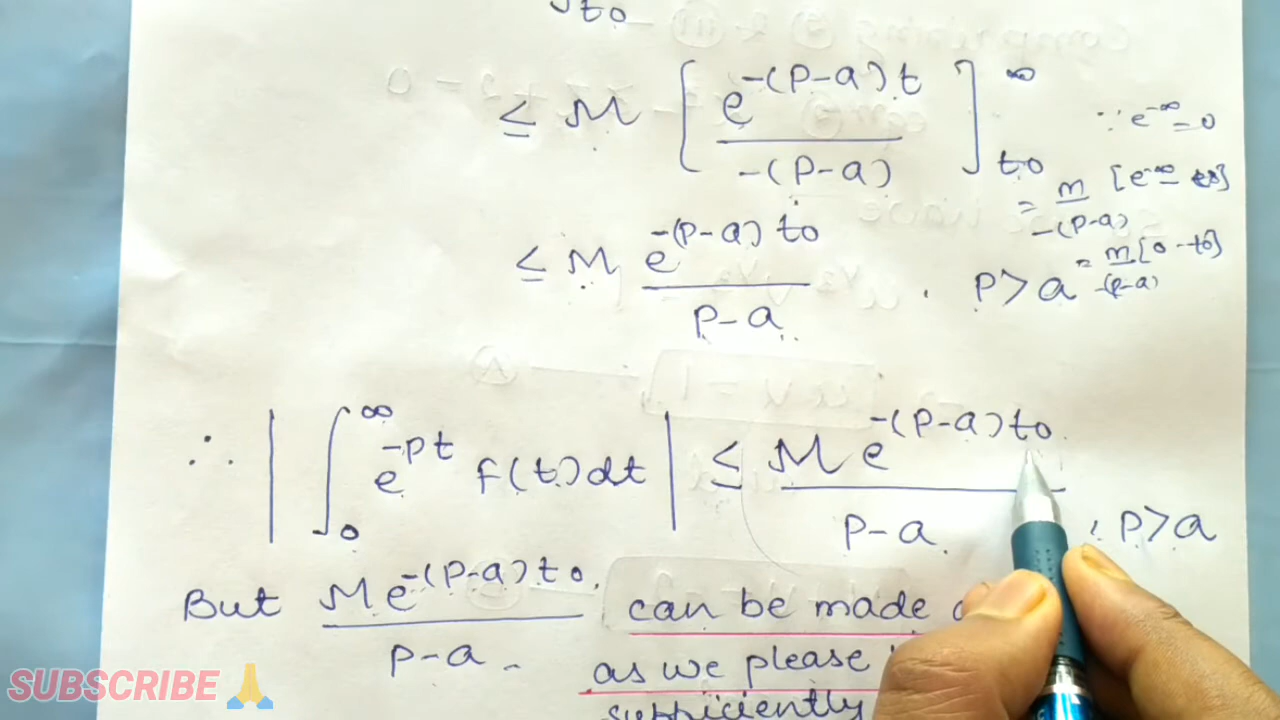 ∫t0
≤ M [ e^-(P-a)t / -(P-a) ]_t0^∞ ∵ e^-∞ = 0
= m / -(P-a) [e^-∞ -
≤ M e^-(P-a)t0 / P-a , P>a = m / -(P-a) [0 - t0]
∴ | ∫_0^∞ e^-Pt F(t)dt | ≤ M e^-(P-a)t0 / P-a , P>a
But M e^-(P-a)t0 / P-a can be made
as we please
sufficiently
SUBSCRIBE 🙏